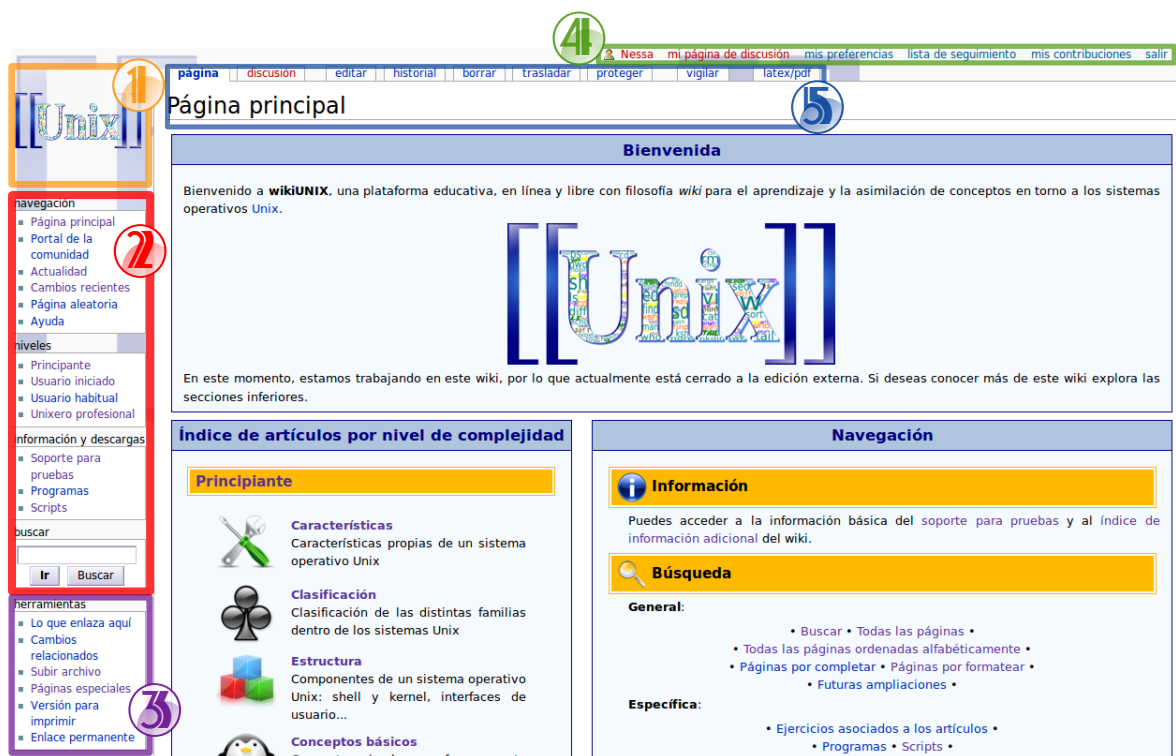 4
Nessa mi página de discusión mis preferencias lista de seguimiento mis contribuciones salir
página discusión editar historial borrar trasladar proteger vigilar latex/pdf
1
5
[[Unix]]
Página principal
navegación
Página principal
Portal de la
comunidad
Actualidad
Cambios recientes
Página aleatoria
Ayuda
2
niveles
Principante
Usuario iniciado
Usuario habitual
Unixero profesional
información y descargas
Soporte para
pruebas
Programas
Scripts
buscar
Ir Buscar
herramientas
Lo que enlaza aquí
Cambios
relacionados
Subir archivo
Páginas especiales
Versión para
imprimir
Enlace permanente
3
Bienvenida
Bienvenido a wikiUNIX, una plataforma educativa, en línea y libre con filosofía wiki para el aprendizaje y la asimilación de conceptos en torno a los sistemas
operativos Unix.
[[Unix]]
En este momento, estamos trabajando en este wiki, por lo que actualmente está cerrado a la edición externa. Si deseas conocer más de este wiki explora las
secciones inferiores.
Índice de artículos por nivel de complejidad
Principiante
Características
Características propias de un sistema
operativo Unix
Clasificación
Clasificación de las distintas familias
dentro de los sistemas Unix
Estructura
Componentes de un sistema operativo
Unix: shell y kernel, interfaces de
usuario...
Conceptos básicos
Navegación
Información
Puedes acceder a la información básica del soporte para pruebas y al índice de
información adicional del wiki.
Búsqueda
General:
• Buscar • Todas las páginas •
• Todas las páginas ordenadas alfabéticamente •
• Páginas por completar • Páginas por formatear •
• Futuras ampliaciones •
Específica:
• Ejercicios asociados a los artículos •
• Programas • Scripts •